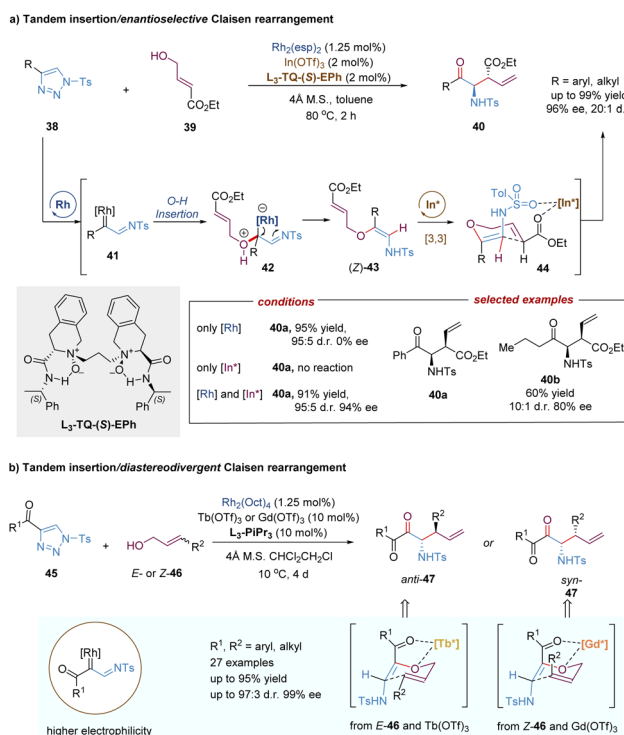 a) Tandem insertion/enantioselective Claisen rearrangement
R
N
N=N
Ts
38
+
HO
CO₂Et
39
Rh₂(esp)₂ (1.25 mol%)
In(OTf)₃ (2 mol%)
L₃-TQ-(S)-EPh (2 mol%)
4Å M.S., toluene
80 °C, 2 h
EtO₂C
O
R
NHTs
40
R = aryl, alkyl
up to 99% yield
96% ee, 20:1 d.r.
Rh
[Rh]
R
NTs
41
O-H
Insertion
EtO₂C
⊖
[Rh]
NTs
⊕
O
R
H
42
EtO₂C
R
O
H
NHTs
(Z)-43
In*
[3,3]
Tol
O
S=O
HN
[In*]
O
O
OEt
R
H
H
44
N⁺
N⁺
O⁻
⁻O
O
O
N-H
H-N
(S)
(S)
Ph
Ph
L₃-TQ-(S)-EPh
conditions
selected examples
only [Rh]
40a, 95% yield,
95:5 d.r. 0% ee
only [In*]
40a, no reaction
[Rh] and [In*]
40a, 91% yield,
95:5 d.r. 94% ee
O
Ph
OEt
NHTs
O
40a
O
Me
OEt
NHTs
O
40b
60% yield
10:1 d.r. 80% ee
b) Tandem insertion/diastereodivergent Claisen rearrangement
O
R¹
N
N=N
Ts
45
+
HO
R²
E- or Z-46
Rh₂(Oct)₄ (1.25 mol%)
Tb(OTf)₃ or Gd(OTf)₃ (10 mol%)
L₃-PiPr₃ (10 mol%)
4Å M.S. CHCl₂CH₂Cl
10 °C, 4 d
O
R²
R¹
O
NHTs
anti-47
or
O
R²
R¹
O
NHTs
syn-
47
[Rh]
O
NTs
R¹
higher electrophilicity
R¹, R² = aryl, alkyl
27 examples
up to 95% yield
up to 97:3 d.r. 99% ee
R¹
O
[Tb*]
O
H
R²
TsHN
H
from E-46 and Tb(OTf)₃
R¹
O
[Gd*]
R²
O
H
TsHN
H
from Z-46 and Gd(OTf)₃